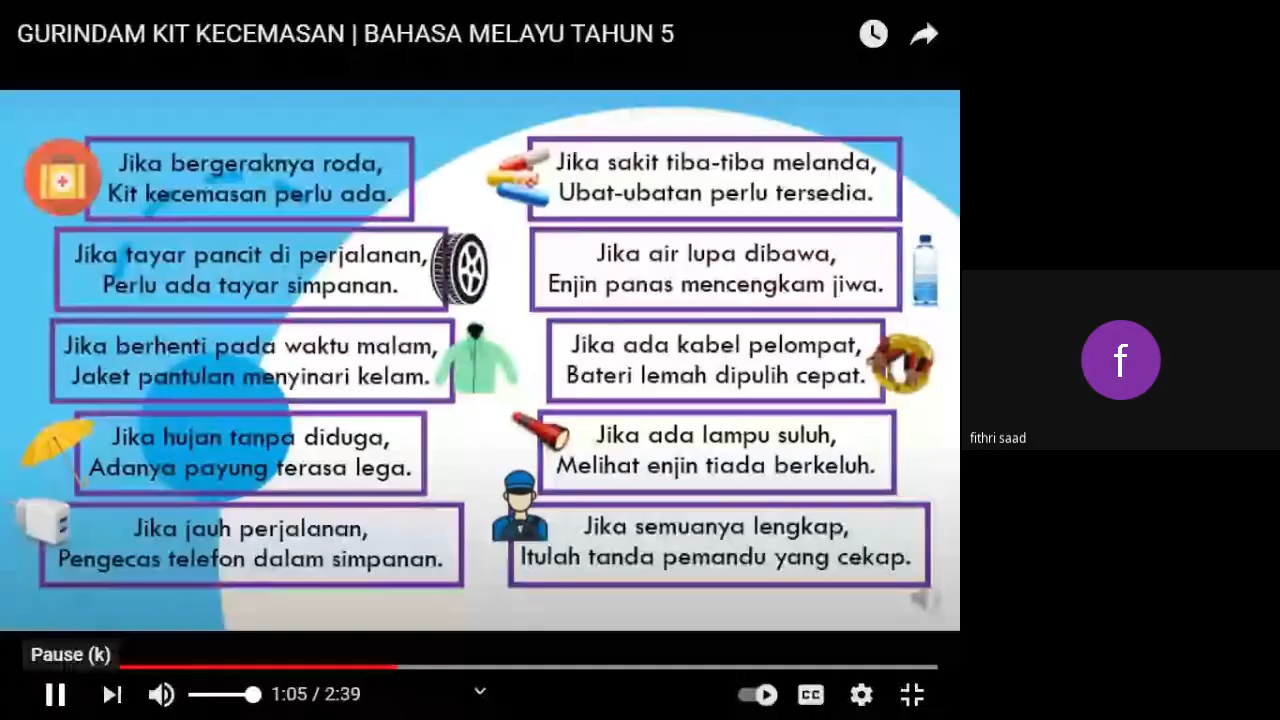 GURINDAM KIT KECEMASAN | BAHASA MELAYU TAHUN 5
Jika bergeraknya roda,
Kit kecemasan perlu ada.
Jika tayar pancit di perjalanan,
Perlu ada tayar simpanan.
Jika berhenti pada waktu malam,
Jaket pantulan menyinari kelam.
Jika hujan tanpa diduga,
Adanya payung terasa lega.
Jika jauh perjalanan,
Pengecas telefon dalam simpanan.
Jika sakit tiba-tiba melanda,
Ubat-ubatan perlu tersedia.
Jika air lupa dibawa,
Enjin panas mencengkam jiwa.
Jika ada kabel pelompat,
Bateri lemah dipulih cepat.
Jika ada lampu suluh,
Melihat enjin tiada berkeluh.
Jika semuanya lengkap,
Itulah tanda pemandu yang cekap.
f
fithri saad
Pause (k)
1:05 / 2:39
CC